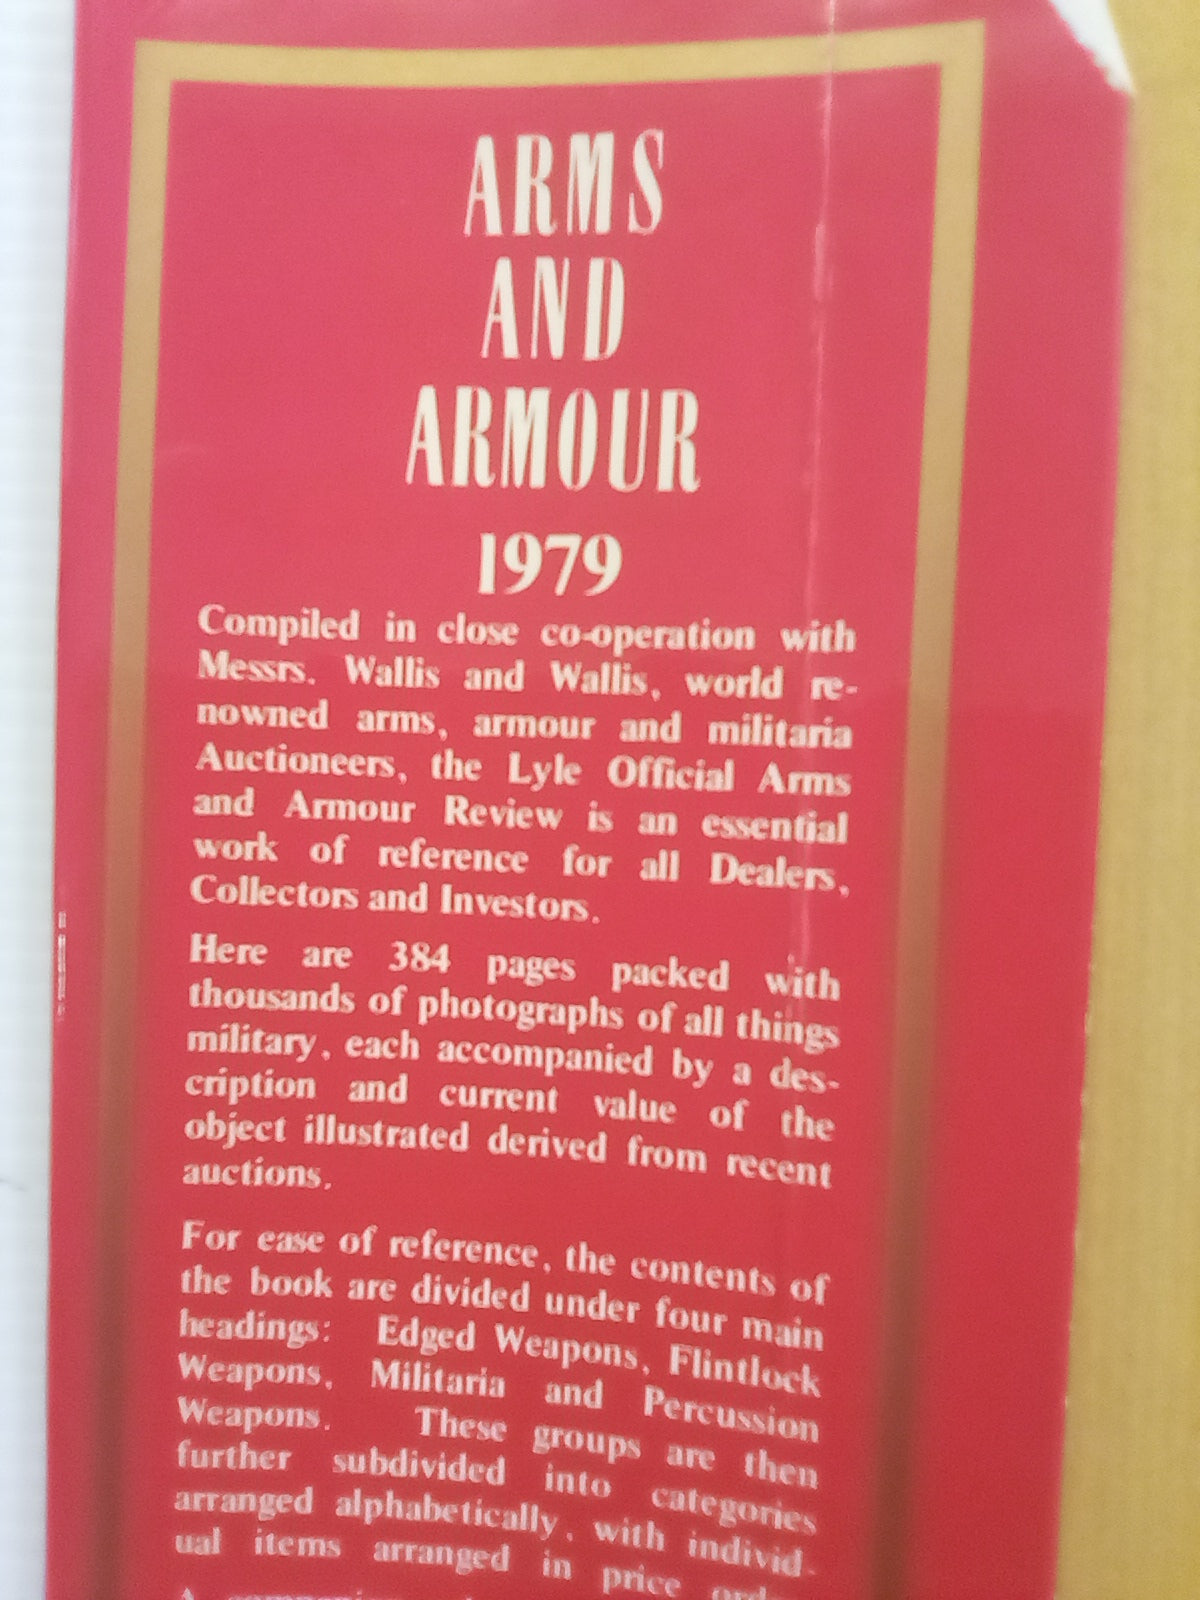 ARMS
AND
ARMOUR
1979
Compiled in close co-operation with
Messrs. Wallis and Wallis, world re-
nowned arms, armour and militaria
Auctioneers, the Lyle Official Arms
and Armour Review is an essential
work of reference for all Dealers,
Collectors and Investors.
Here are 384 pages packed with
thousands of photographs of all things
military, each accompanied by a des-
cription and current value of the
object illustrated derived from recent
auctions.
For ease of reference, the contents of
the book are divided under four main
headings: Edged Weapons, Flintlock
Weapons, Militaria and Percussion
Weapons. These groups are then
further subdivided into categories
arranged alphabetically, with individ-
ual items arranged in price
A